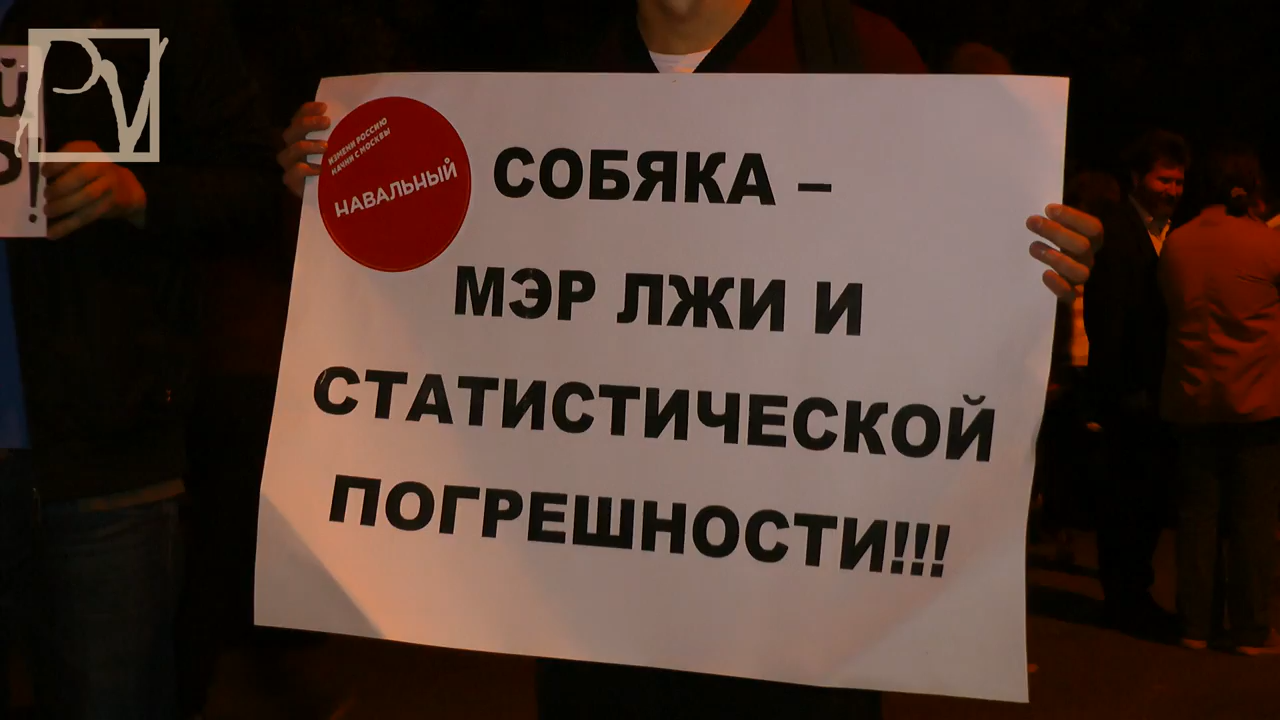 PV
ИЗМЕНИ РОССИЮ
НАЧНИ С МОСКВЫ
НАВАЛЬНЫЙ
СОБЯКА –
МЭР ЛЖИ И
СТАТИСТИЧЕСКОЙ
ПОГРЕШНОСТИ!!!